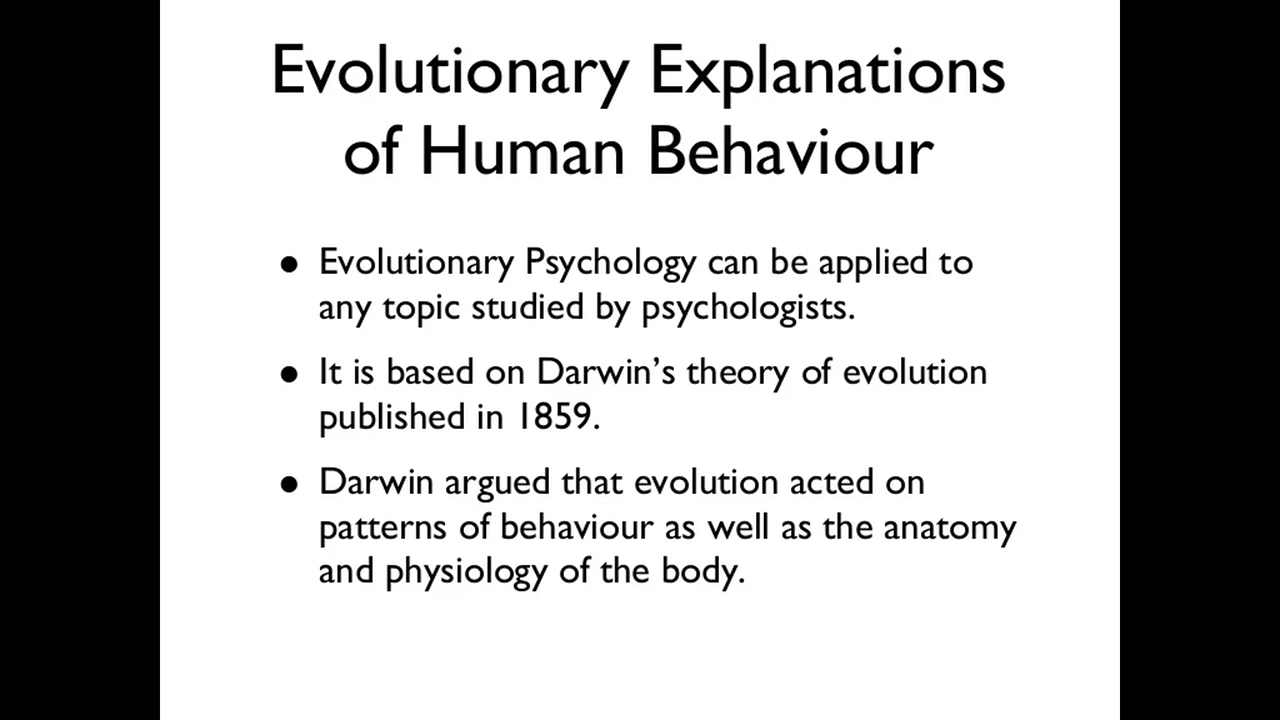 Evolutionary Explanations
of Human Behaviour
• Evolutionary Psychology can be applied to
any topic studied by psychologists.
• It is based on Darwin’s theory of evolution
published in 1859.
• Darwin argued that evolution acted on
patterns of behaviour as well as the anatomy
and physiology of the body.